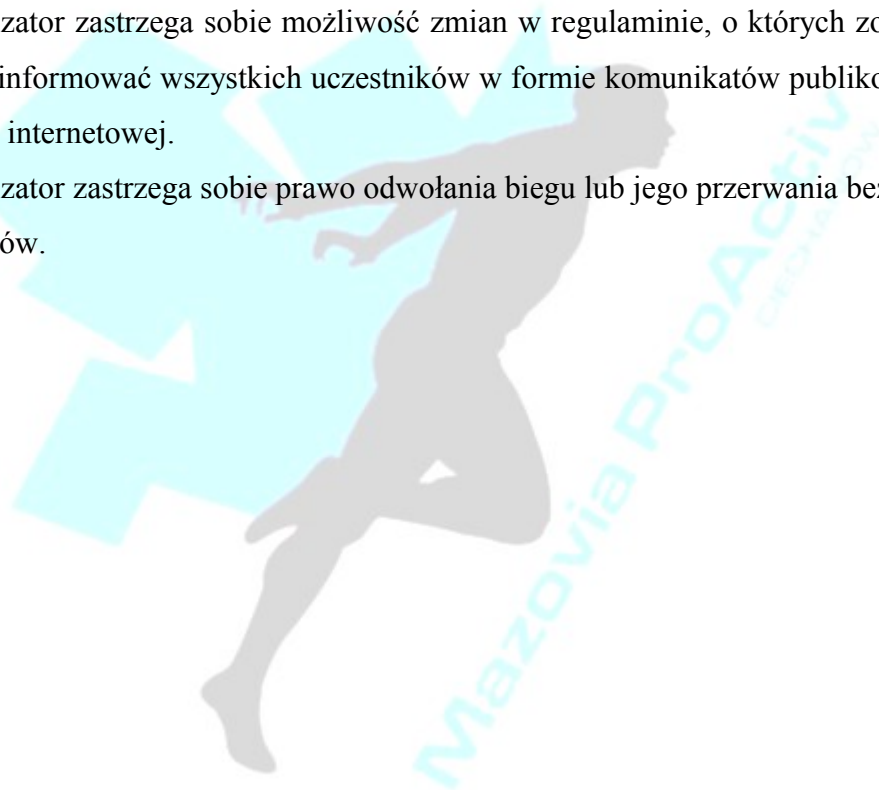 zator zastrzega sobie możliwość zmian w regulaminie, o których zo
informować wszystkich uczestników w formie komunikatów publiko
internetowej.
zator zastrzega sobie prawo odwołania biegu lub jego przerwania be
ów.
Mazovia ProActiv
CIECHANÓW